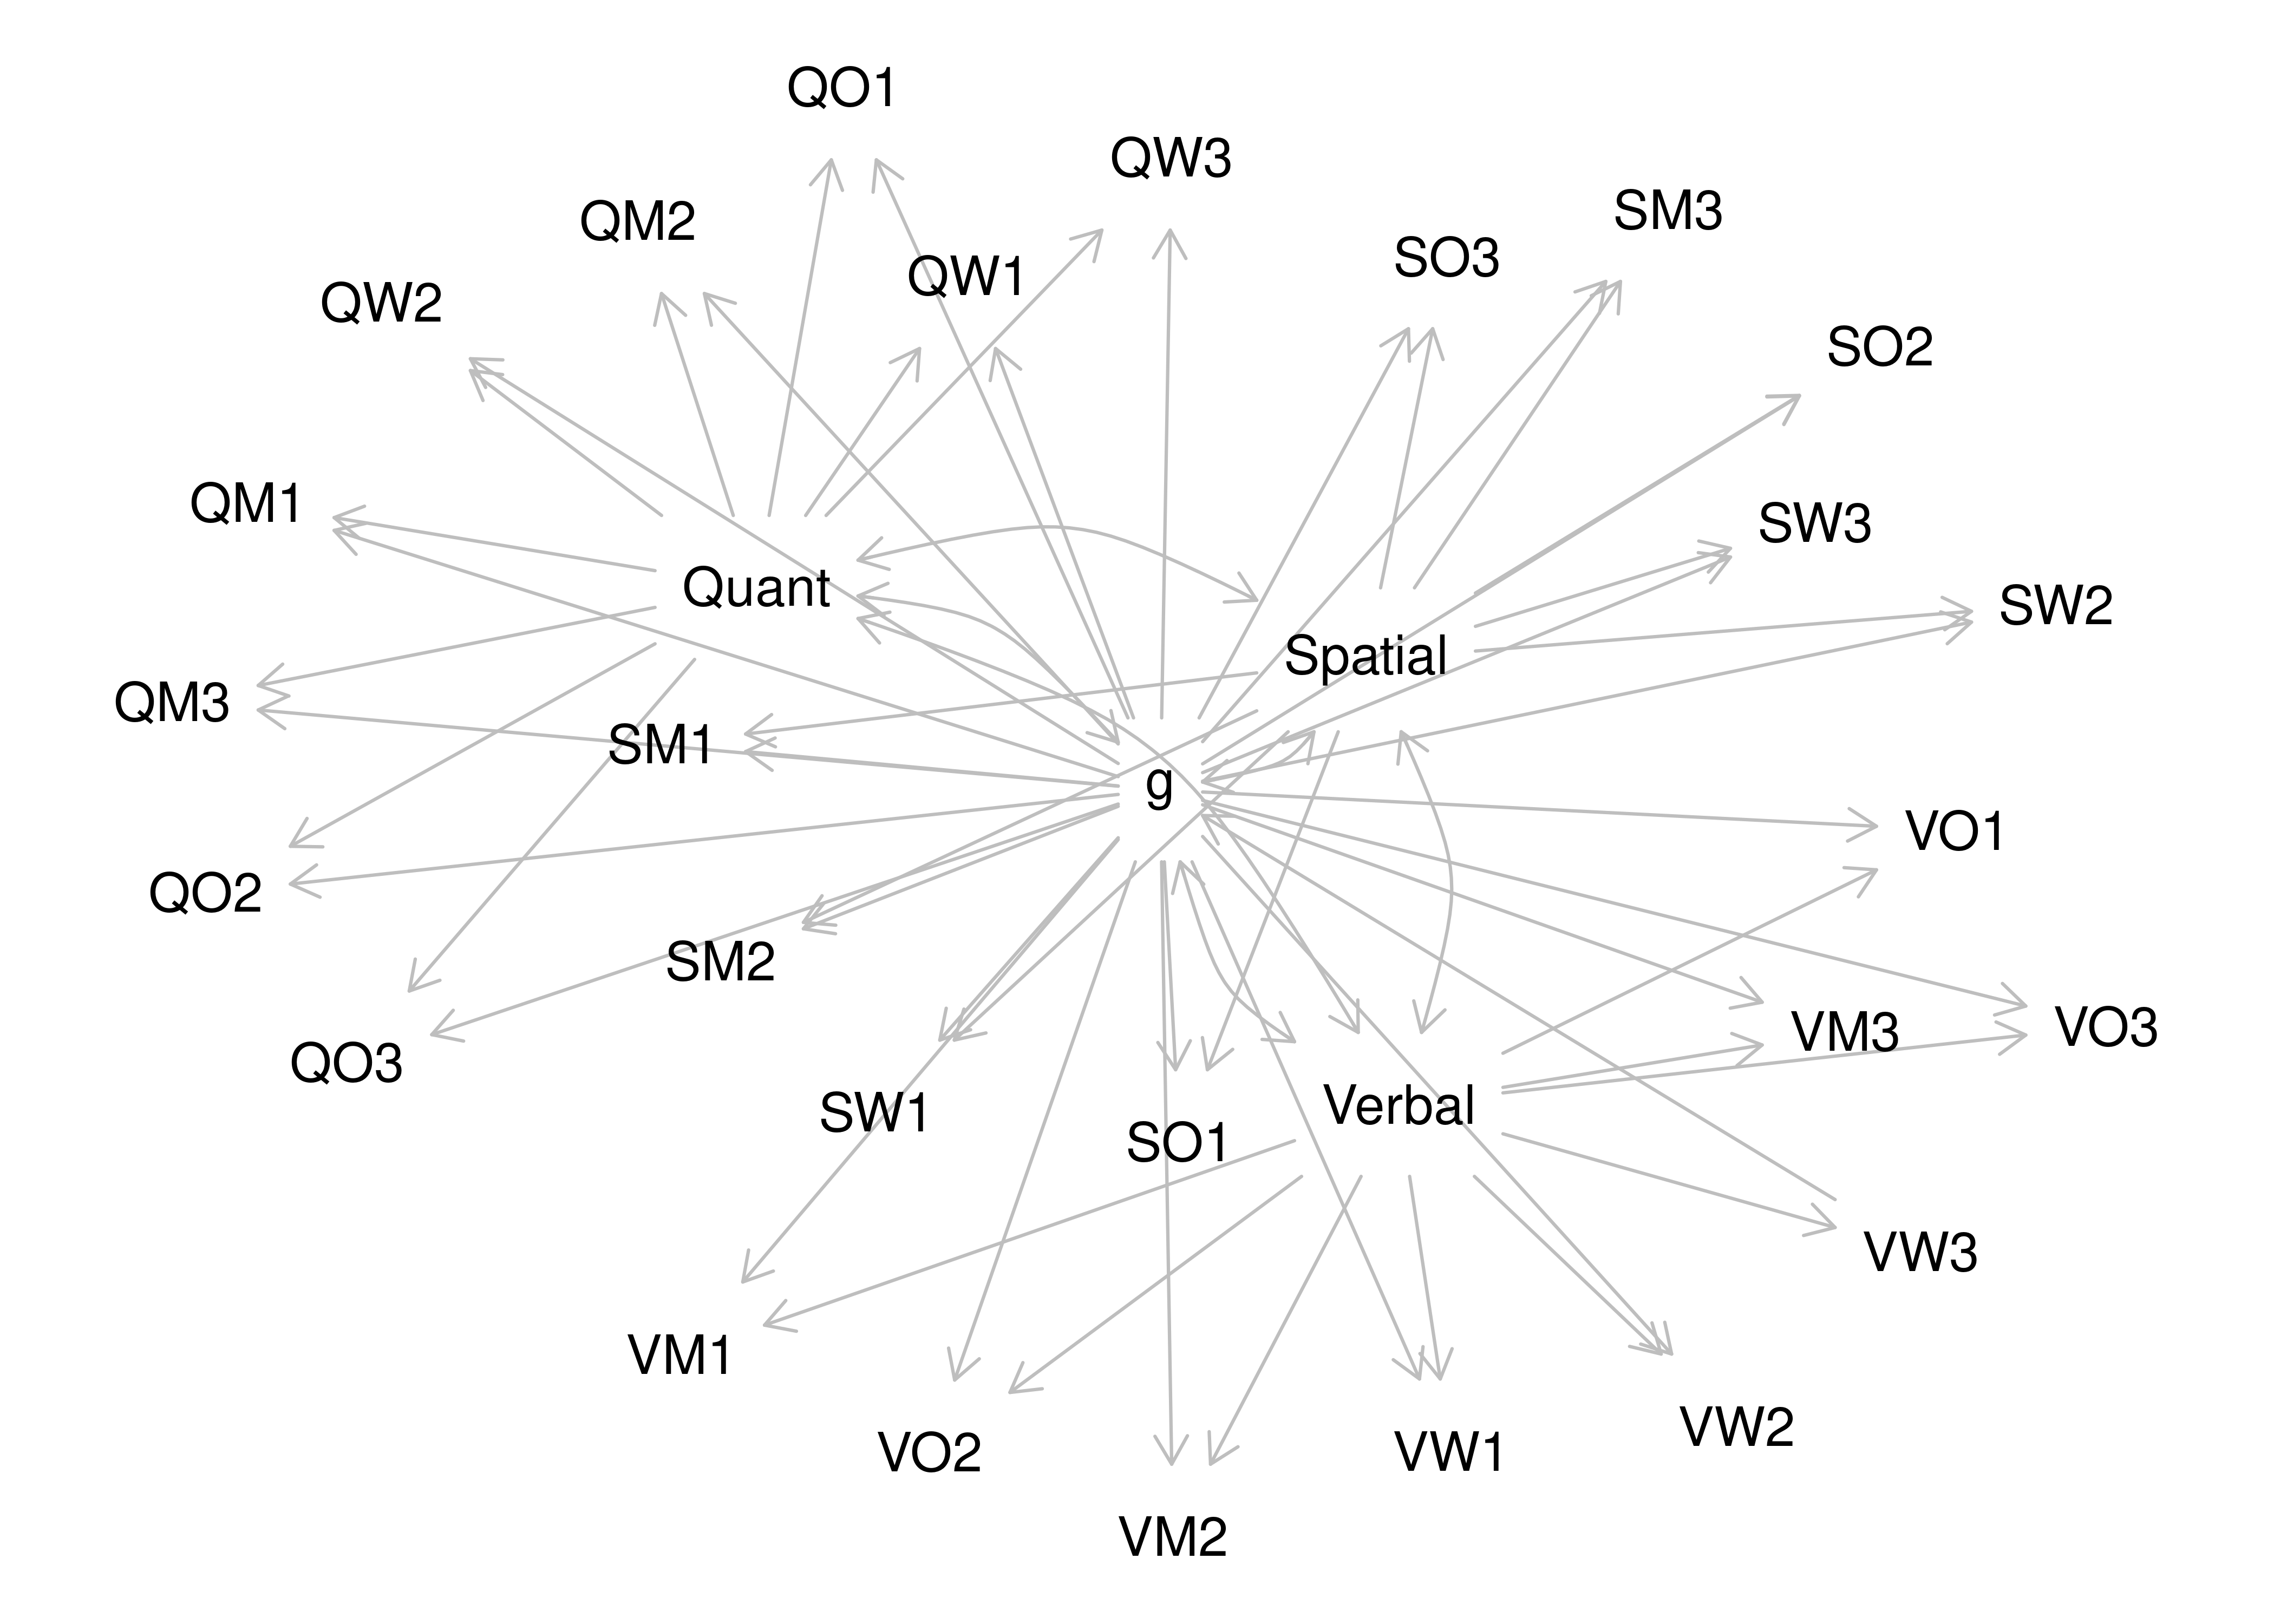 QO1
QW3
SM3
QM2
SO3
QW1
QW2
SO2
QM1
SW3
Quant
SW2
Spatial
QM3
SM1
g
VO1
QO2
SM2
VO3
VM3
QO3
Verbal
SW1
SO1
VW3
VM1
VW2
VO2
VW1
VM2